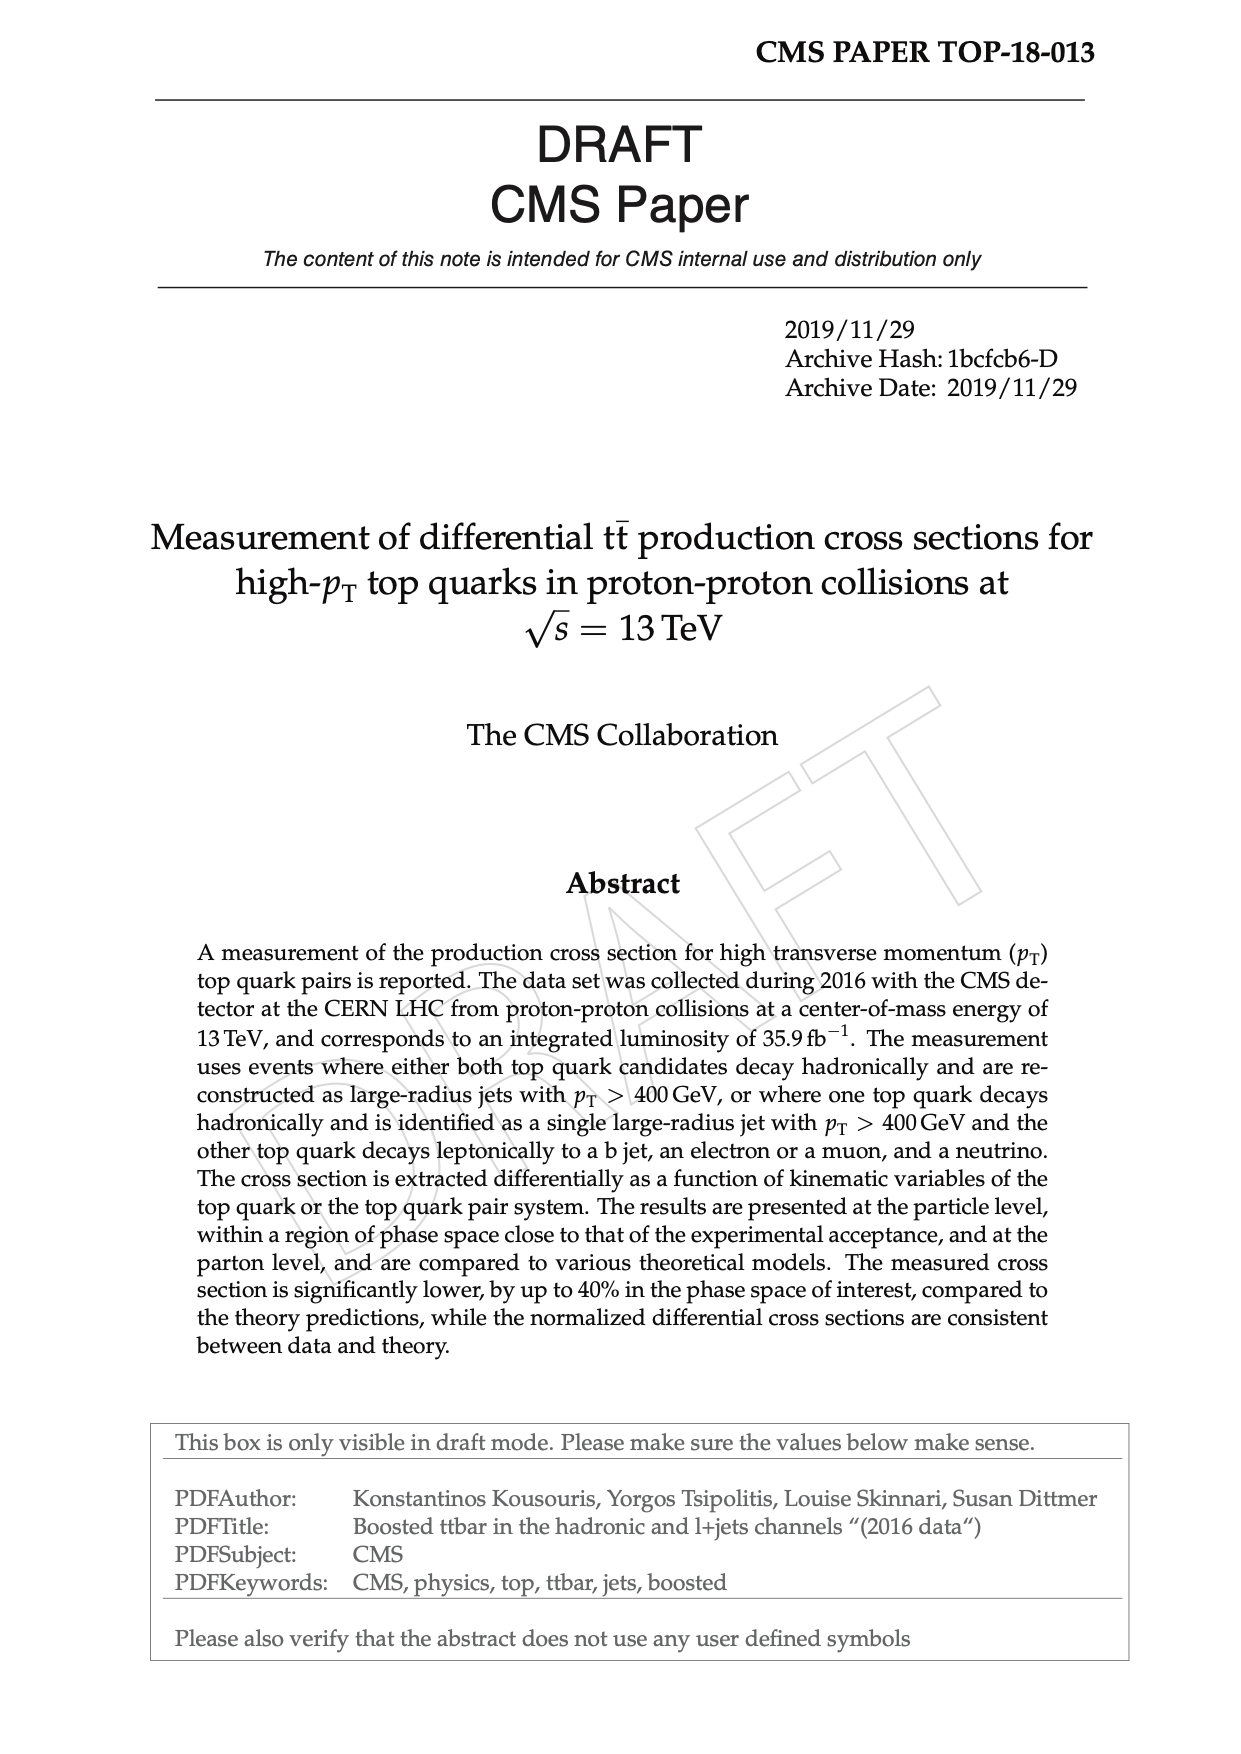 CMS PAPER TOP-18-013
DRAFT
CMS Paper
The content of this note is intended for CMS internal use and distribution only
2019/11/29
Archive Hash: 1bcfcb6-D
Archive Date: 2019/11/29
Measurement of differential tt̄ production cross sections for
high-pT top quarks in proton-proton collisions at
√s = 13 TeV
The CMS Collaboration
Abstract
A measurement of the production cross section for high transverse momentum (pT)
top quark pairs is reported. The data set was collected during 2016 with the CMS de-
tector at the CERN LHC from proton-proton collisions at a center-of-mass energy of
13 TeV, and corresponds to an integrated luminosity of 35.9 fb−1. The measurement
uses events where either both top quark candidates decay hadronically and are re-
constructed as large-radius jets with pT > 400 GeV, or where one top quark decays
hadronically and is identified as a single large-radius jet with pT > 400 GeV and the
other top quark decays leptonically to a b jet, an electron or a muon, and a neutrino.
The cross section is extracted differentially as a function of kinematic variables of the
top quark or the top quark pair system. The results are presented at the particle level,
within a region of phase space close to that of the experimental acceptance, and at the
parton level, and are compared to various theoretical models. The measured cross
section is significantly lower, by up to 40% in the phase space of interest, compared to
the theory predictions, while the normalized differential cross sections are consistent
between data and theory.
DRAFT
This box is only visible in draft mode. Please make sure the values below make sense.
PDFAuthor: Konstantinos Kousouris, Yorgos Tsipolitis, Louise Skinnari, Susan Dittmer
PDFTitle: Boosted ttbar in the hadronic and l+jets channels “(2016 data“)
PDFSubject: CMS
PDFKeywords: CMS, physics, top, ttbar, jets, boosted
Please also verify that the abstract does not use any user defined symbols